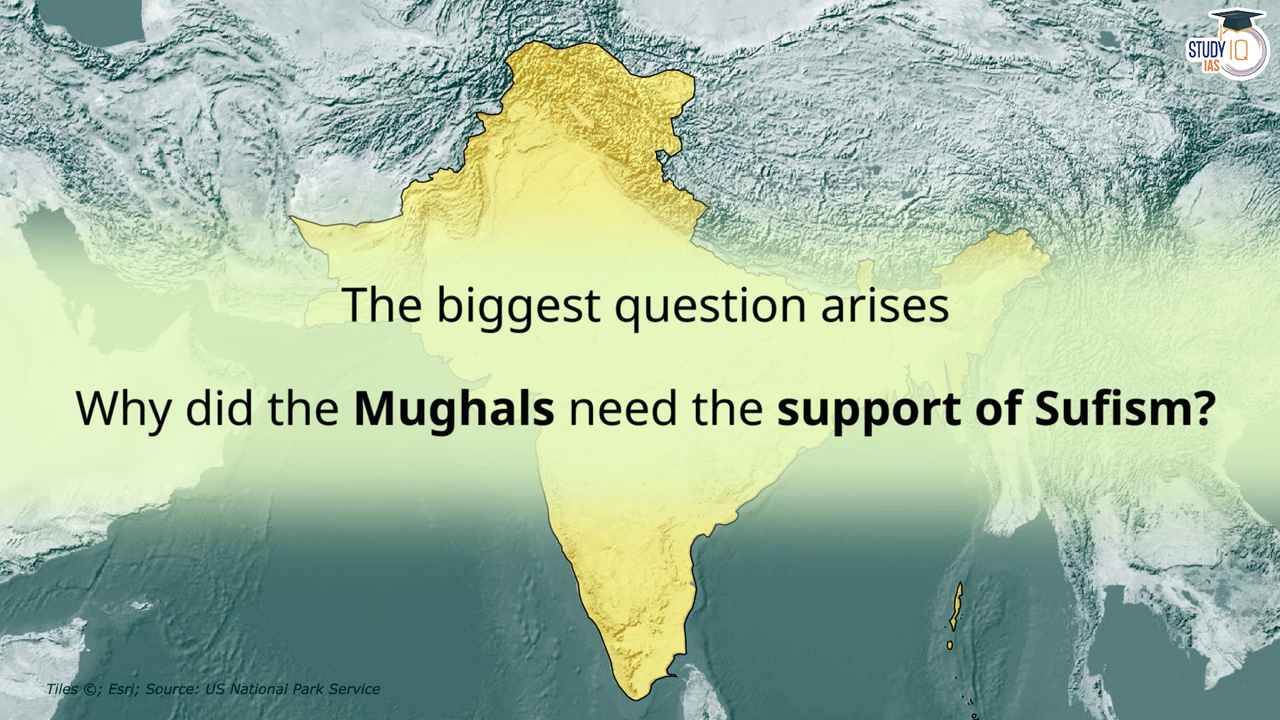 STUDY IQ
IAS
The biggest question arises
Why did the Mughals need the support of Sufism?
Tiles ©; Esri; Source: US National Park Service